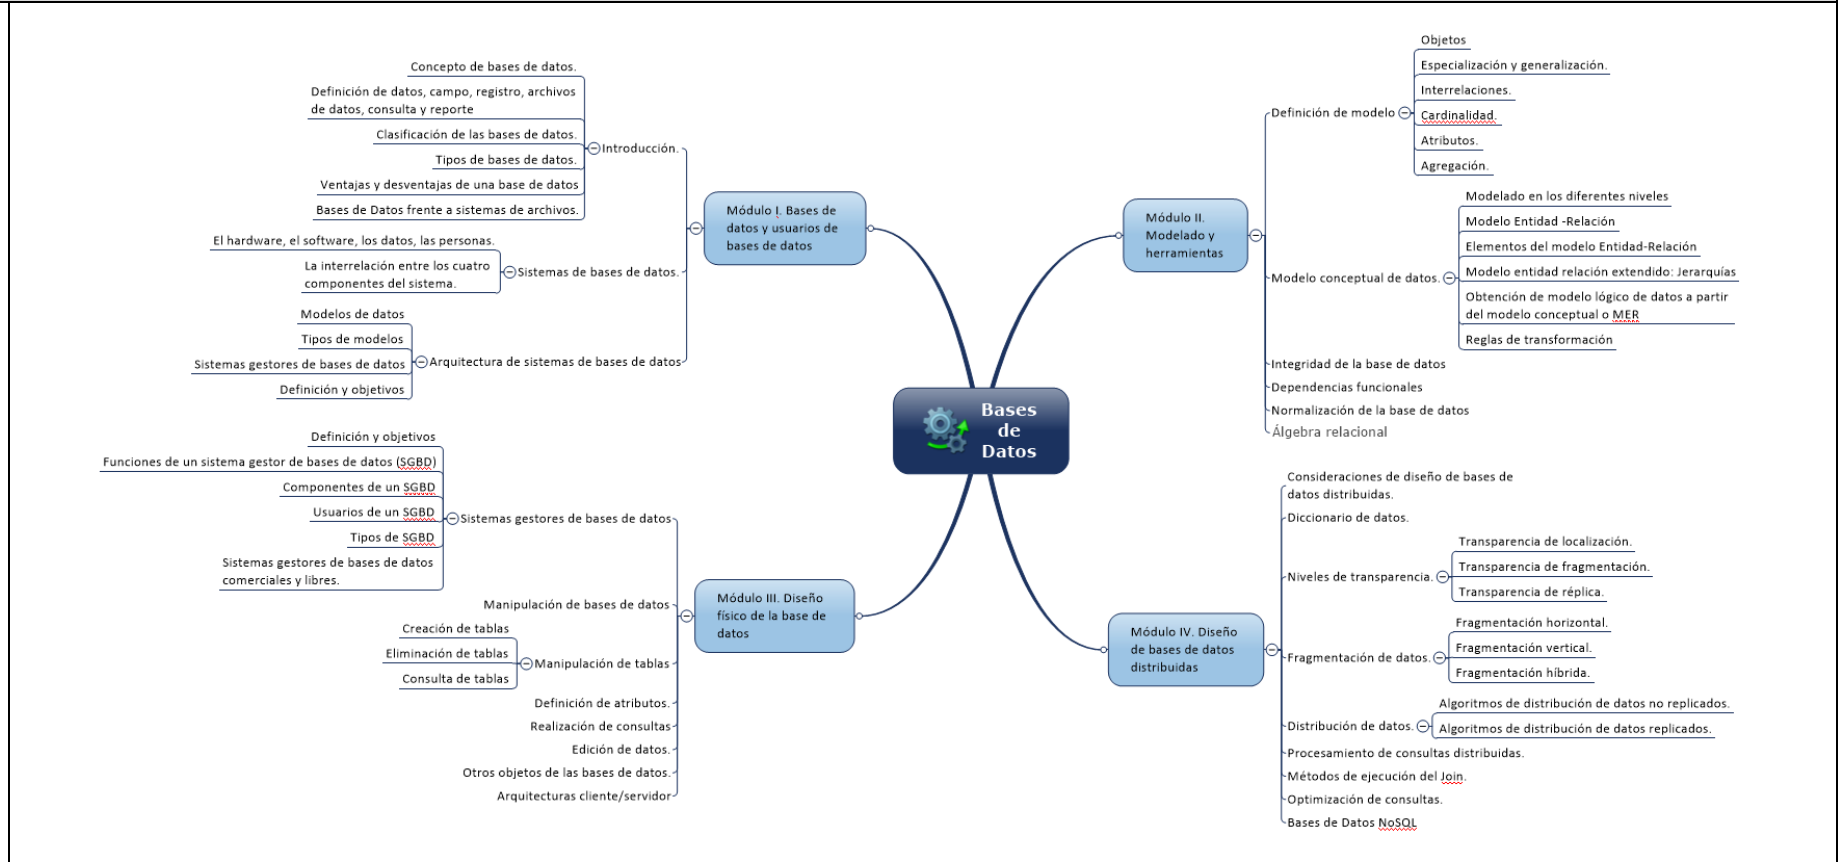 Bases
de
Datos
Módulo I. Bases de
datos y usuarios de
bases de datos
Introducción.
Concepto de bases de datos.
Definición de datos, campo, registro, archivos
de datos, consulta y reporte
Clasificación de las bases de datos.
Tipos de bases de datos.
Ventajas y desventajas de una base de datos
Bases de Datos frente a sistemas de archivos.
Sistemas de bases de datos.
El hardware, el software, los datos, las personas.
La interrelación entre los cuatro
componentes del sistema.
Arquitectura de sistemas de bases de datos
Modelos de datos
Tipos de modelos
Sistemas gestores de bases de datos
Definición y objetivos
Módulo II.
Modelado y
herramientas
Definición de modelo
Objetos
Especialización y generalización.
Interrelaciones.
Cardinalidad.
Atributos.
Agregación.
Modelo conceptual de datos.
Modelado en los diferentes niveles
Modelo Entidad -Relación
Elementos del modelo Entidad-Relación
Modelo entidad relación extendido: Jerarquías
Obtención de modelo lógico de datos a partir
del modelo conceptual o MER
Reglas de transformación
Integridad de la base de datos
Dependencias funcionales
Normalización de la base de datos
Álgebra relacional
Módulo III. Diseño
físico de la base de
datos
Sistemas gestores de bases de datos
Definición y objetivos
Funciones de un sistema gestor de bases de datos (SGBD)
Componentes de un SGBD
Usuarios de un SGBD
Tipos de SGBD
Sistemas gestores de bases de datos
comerciales y libres.
Manipulación de bases de datos
Manipulación de tablas
Creación de tablas
Eliminación de tablas
Consulta de tablas
Definición de atributos.
Realización de consultas
Edición de datos.
Otros objetos de las bases de datos.
Arquitecturas cliente/servidor
Módulo IV. Diseño
de bases de datos
distribuidas
Consideraciones de diseño de bases de
datos distribuidas.
Diccionario de datos.
Niveles de transparencia.
Transparencia de localización.
Transparencia de fragmentación.
Transparencia de réplica.
Fragmentación de datos.
Fragmentación horizontal.
Fragmentación vertical.
Fragmentación híbrida.
Distribución de datos.
Algoritmos de distribución de datos no replicados.
Algoritmos de distribución de datos replicados.
Procesamiento de consultas distribuidas.
Métodos de ejecución del Join.
Optimización de consultas.
Bases de Datos NoSQL